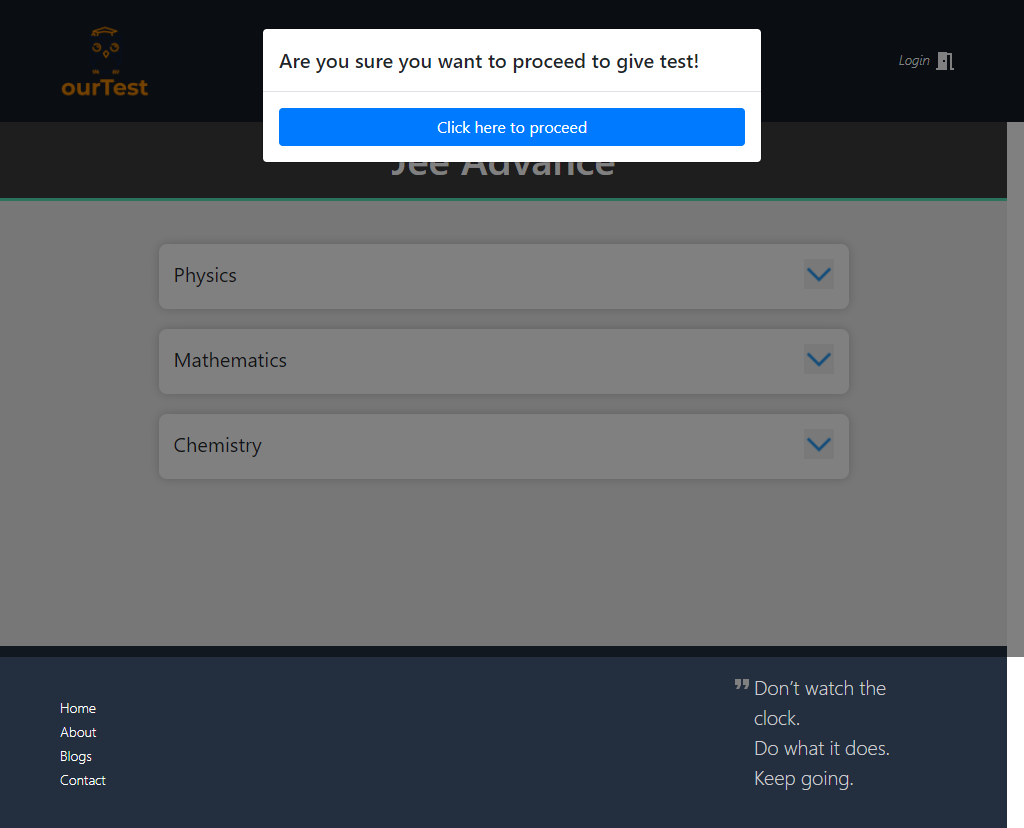 ourTest
Login
Are you sure you want to proceed to give test!
Click here to proceed
Jee Advance
Physics
Mathematics
Chemistry
Home
About
Blogs
Contact
” Don’t watch the
clock.
Do what it does.
Keep going.